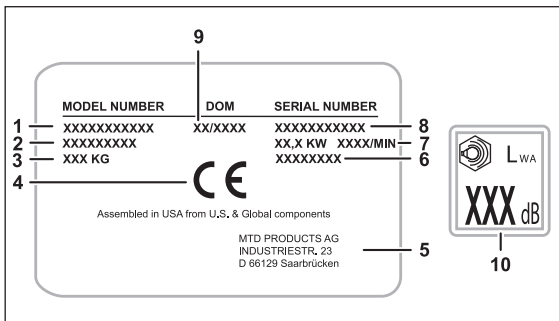 9
MODEL NUMBER DOM SERIAL NUMBER
1 XXXXXXXXXXX XX/XXXX XXXXXXXXXXX 8
2 XXXXXXXXX XX,X KW XXXX/MIN 7
3 XXX KG XXXXXXXX 6
4 CE
Assembled in USA from U.S. & Global components
MTD PRODUCTS AG
INDUSTRIESTR. 23 5
D 66129 Saarbrücken
LWA
XXX dB
10